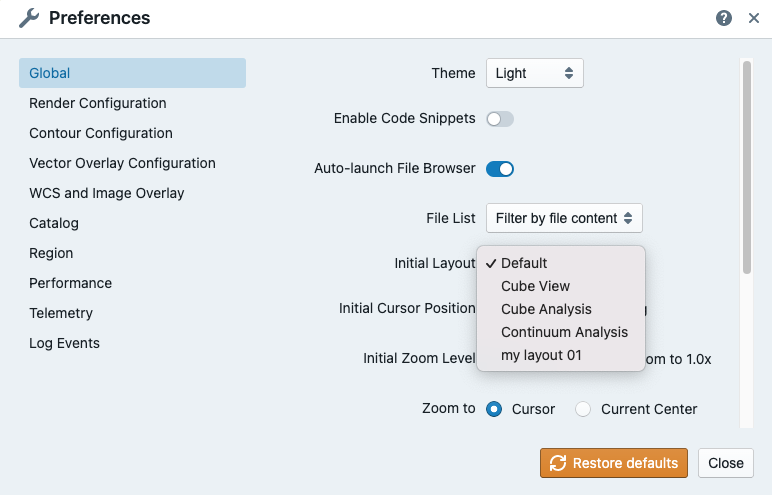 Preferences
Global
Render Configuration
Contour Configuration
Vector Overlay Configuration
WCS and Image Overlay
Catalog
Region
Performance
Telemetry
Log Events
Theme Light
Enable Code Snippets
Auto-launch File Browser
File List Filter by file content
Initial Layout
Default
Cube View
Cube Analysis
Continuum Analysis
my layout 01
Initial Cursor Position
Initial Zoom Level to 1.0x
Zoom to Cursor Current Center
Restore defaults Close